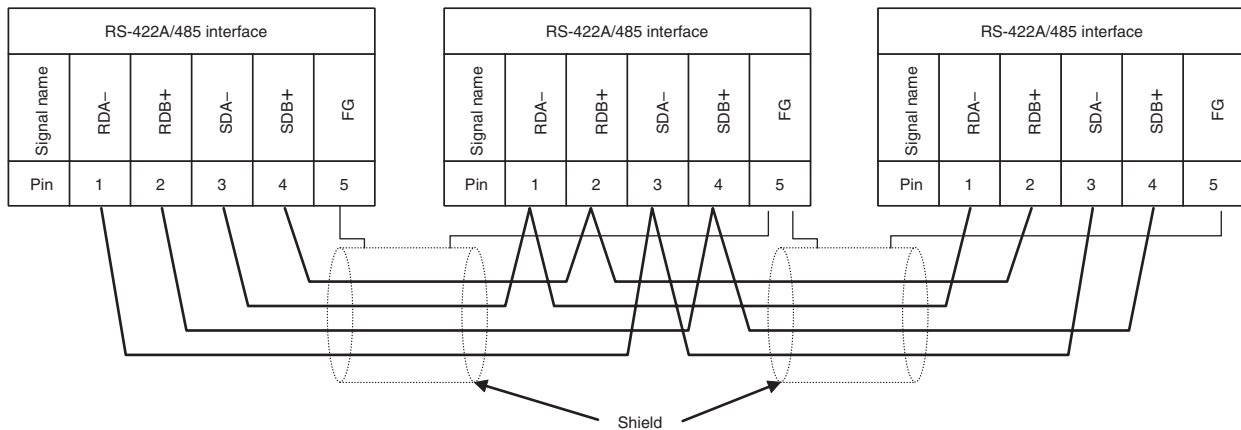 RS-422A/485 interface
Signal name RDA− RDB+ SDA− SDB+ FG
Pin 1 2 3 4 5
RS-422A/485 interface
Signal name RDA− RDB+ SDA− SDB+ FG
Pin 1 2 3 4 5
RS-422A/485 interface
Signal name RDA− RDB+ SDA− SDB+ FG
Pin 1 2 3 4 5
Shield